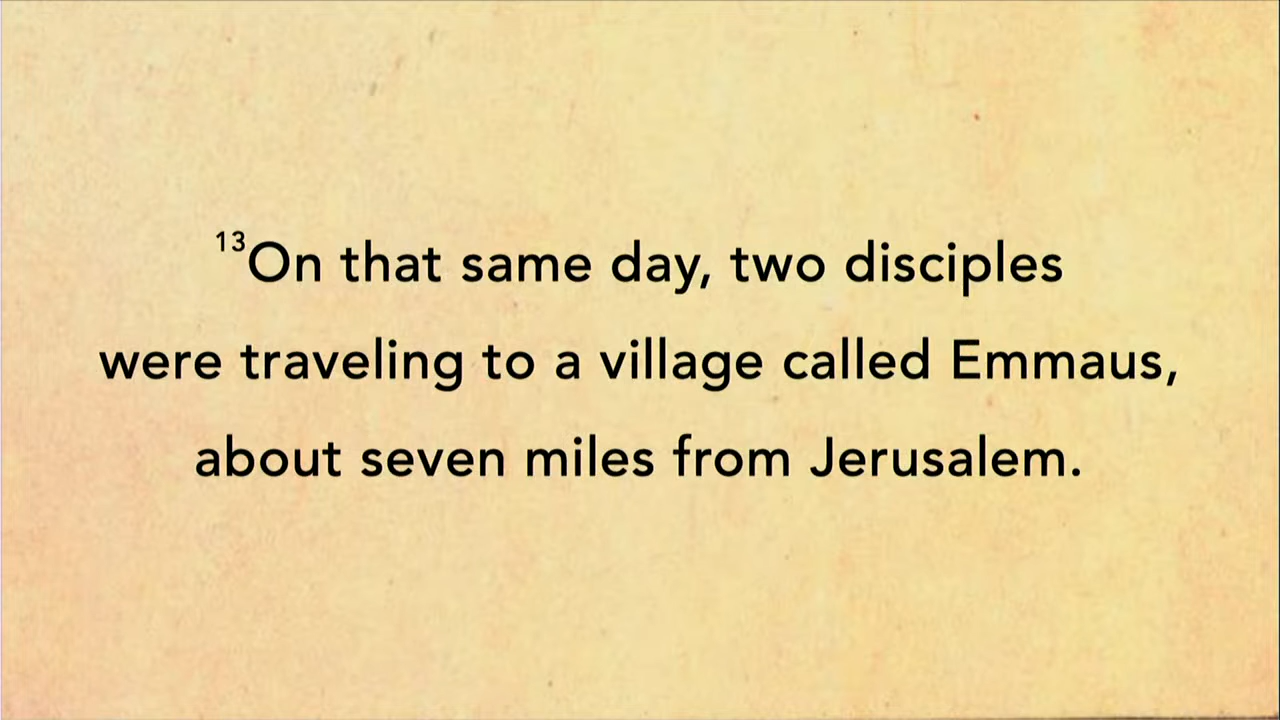 13On that same day, two disciples
were traveling to a village called Emmaus,
about seven miles from Jerusalem.